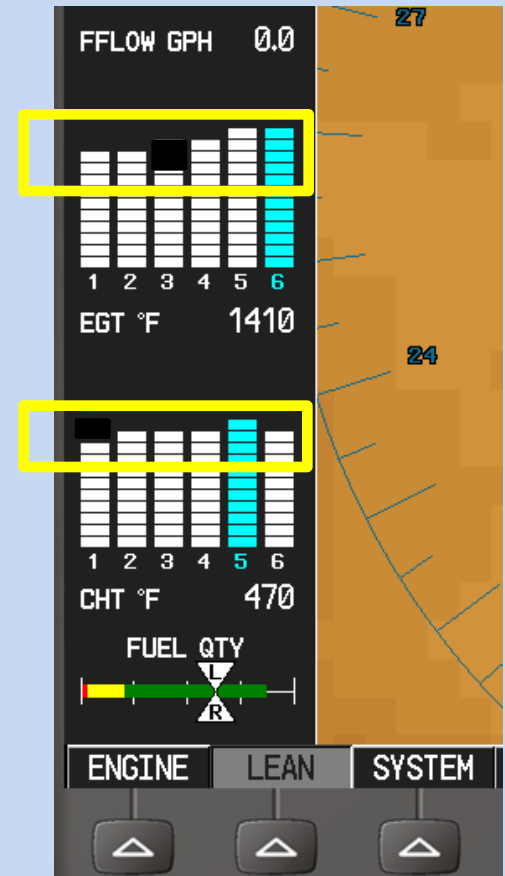 FFLOW GPH 0.0
27
1 2 3 4 5 6
EGT °F 1410
24
1 2 3 4 5 6
CHT °F 470
FUEL QTY
L
R
ENGINE LEAN SYSTEM